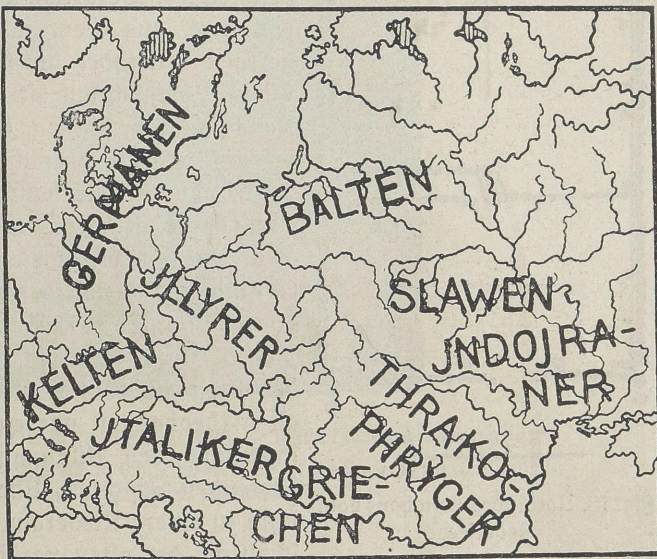 GERMANEN
BALTEN
JLLYRER
SLAWEN
JNDOJRA-
NER
KELTEN
THRAKO-
PHRYGER
JTALIKER
GRIE-
CHEN